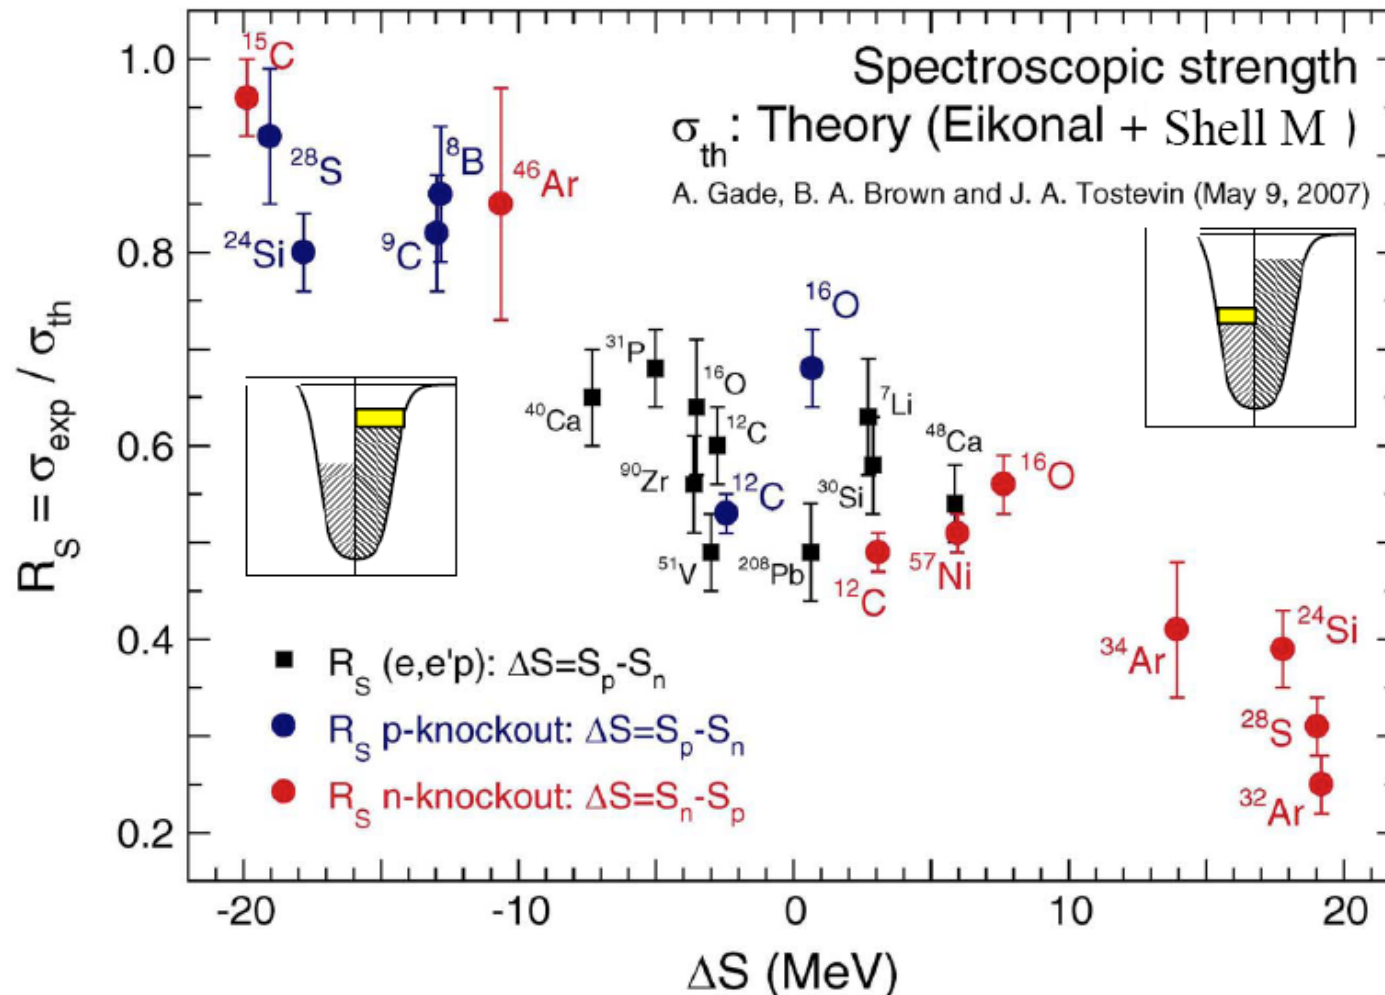 Spectroscopic strength
σth: Theory (Eikonal + Shell M )
A. Gade, B. A. Brown and J. A. Tostevin (May 9, 2007)
1.0
0.8
0.6
0.4
0.2
RS = σexp / σth
15C
28S
24Si
8B
9C
46Ar
16O
31P
16O
40Ca
12C
90Zr
12C
51V
208Pb
7Li
30Si
48Ca
16O
12C
57Ni
34Ar
24Si
28S
32Ar
RS (e,e'p): ΔS=Sp-Sn
RS p-knockout: ΔS=Sp-Sn
RS n-knockout: ΔS=Sn-Sp
-20
-10
0
10
20
ΔS (MeV)